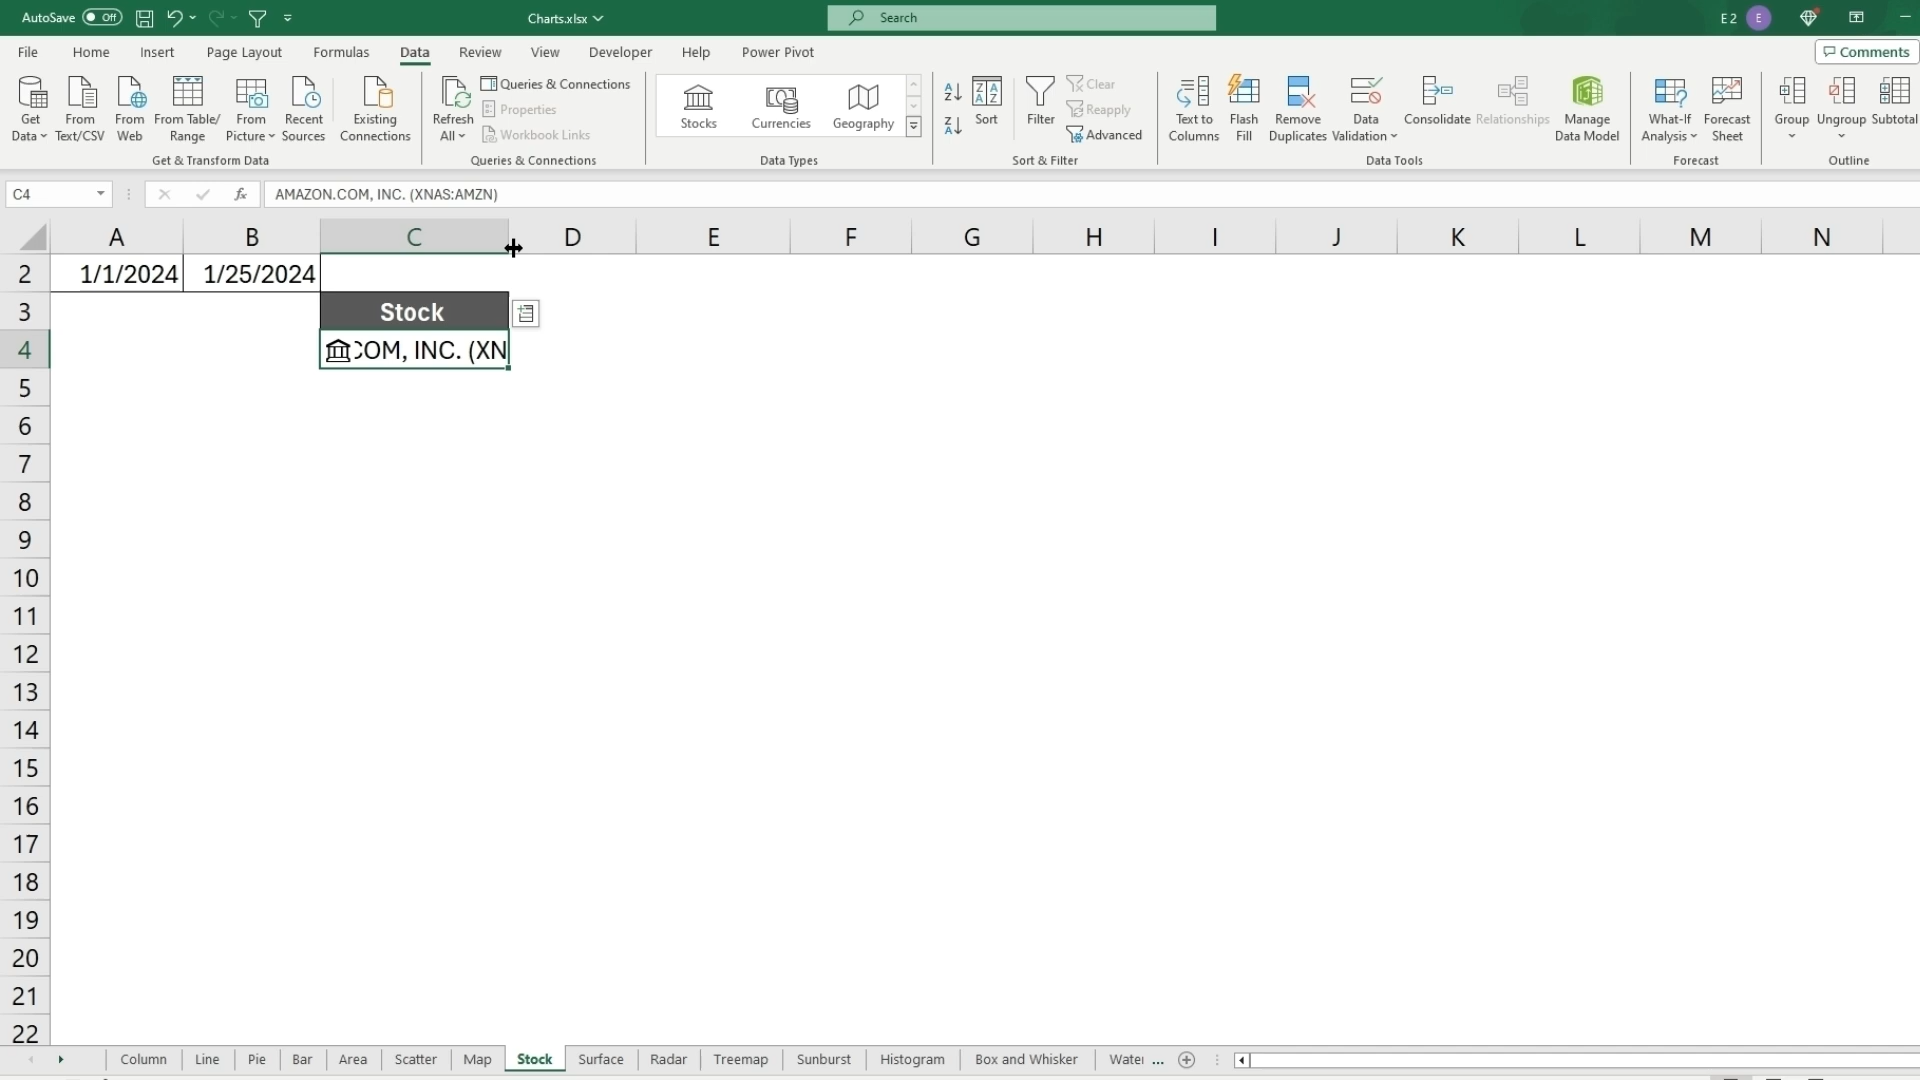 AutoSave Off Charts.xlsx Search E 2 E
File Home Insert Page Layout Formulas Data Review View Developer Help Power Pivot Comments
Get Data From Text/CSV From Web From Table/ Range From Picture Recent Sources Existing Connections
Get & Transform Data
Refresh All Queries & Connections Properties Workbook Links
Queries & Connections
Stocks Currencies Geography
Data Types
Sort Filter Clear Reapply Advanced
Sort & Filter
Text to Columns Flash Fill Remove Duplicates Data Validation Consolidate Relationships Manage Data Model
Data Tools
What-If Analysis Forecast Sheet
Forecast
Group Ungroup Subtotal
Outline
C4 fx AMAZON.COM, INC. (XNAS:AMZN)
A B C D E F G H I J K L M N
2 1/1/2024 1/25/2024
3 Stock
4 COM, INC. (XN
5
6
7
8
9
10
11
12
13
14
15
16
17
18
19
20
21
22
Column Line Pie Bar Area Scatter Map Stock Surface Radar Treemap Sunburst Histogram Box and Whisker Water ...